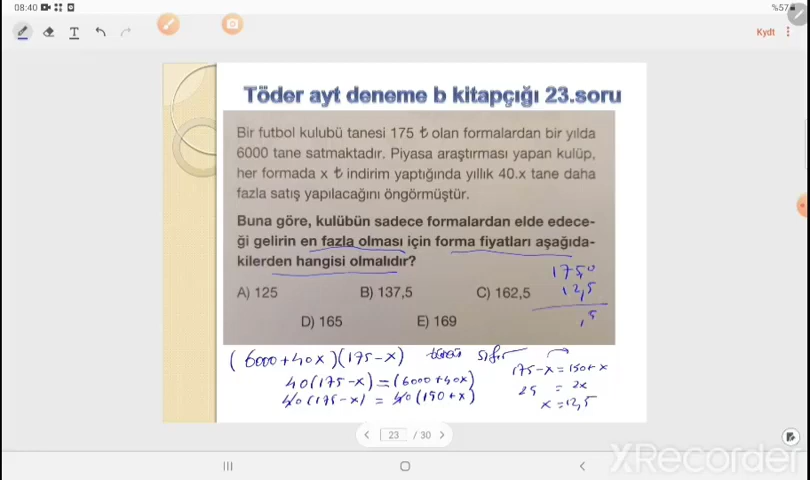 08:40
%57
T
Kydt
Töder ayt deneme b kitapçığı 23.soru
Bir futbol kulubü tanesi 175 ₺ olan formalardan bir yılda
6000 tane satmaktadır. Piyasa araştırması yapan kulüp,
her formada x ₺ indirim yaptığında yıllık 40.x tane daha
fazla satış yapılacağını öngörmüştür.
Buna göre, kulübün sadece formalardan elde edece-
ği gelirin en fazla olması için forma fiyatları aşağıda-
kilerden hangisi olmalıdır?
175,0
12,5
,5
A) 125 B) 137,5 C) 162,5
D) 165 E) 169
(6000+40x)(175-x) türev sıfır
40(175-x)=(6000+40x)
40(175-x) = 40(150+x)
175-x=150+x
25 = 2x
x=12,5
23 / 30
XRecorder